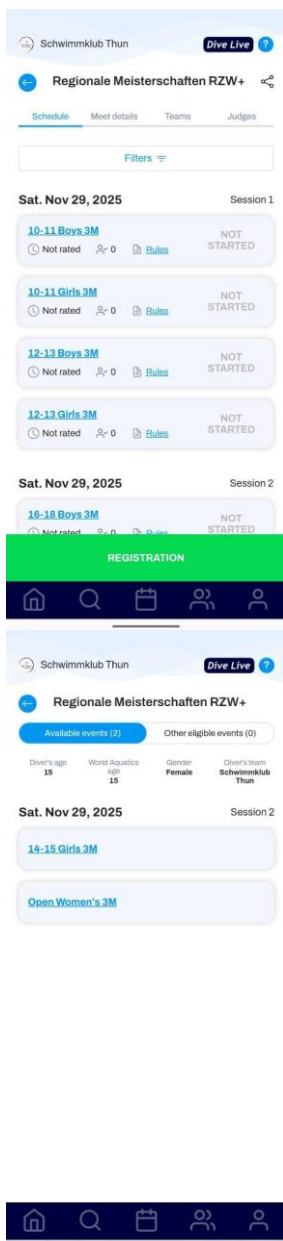 Schwimmklub Thun
Dive Live ?
Regionale Meisterschaften RZW+
Schedule Meet details Teams Judges
Filters
Sat. Nov 29, 2025 Session 1
10-11 Boys 3M
NOT STARTED
Not rated 0 Rules
10-11 Girls 3M
NOT STARTED
Not rated 0 Rules
12-13 Boys 3M
NOT STARTED
Not rated 0 Rules
12-13 Girls 3M
NOT STARTED
Not rated 0 Rules
Sat. Nov 29, 2025 Session 2
16-18 Boys 3M
NOT STARTED
Not rated 0 Rules
REGISTRATION
Schwimmklub Thun
Dive Live ?
Regionale Meisterschaften RZW+
Available events (2) Other eligible events (0)
Diver's age World Aquatics age Gender Diver's team
15 15 Female Schwimmklub Thun
Sat. Nov 29, 2025 Session 2
14-15 Girls 3M
Open Women's 3M